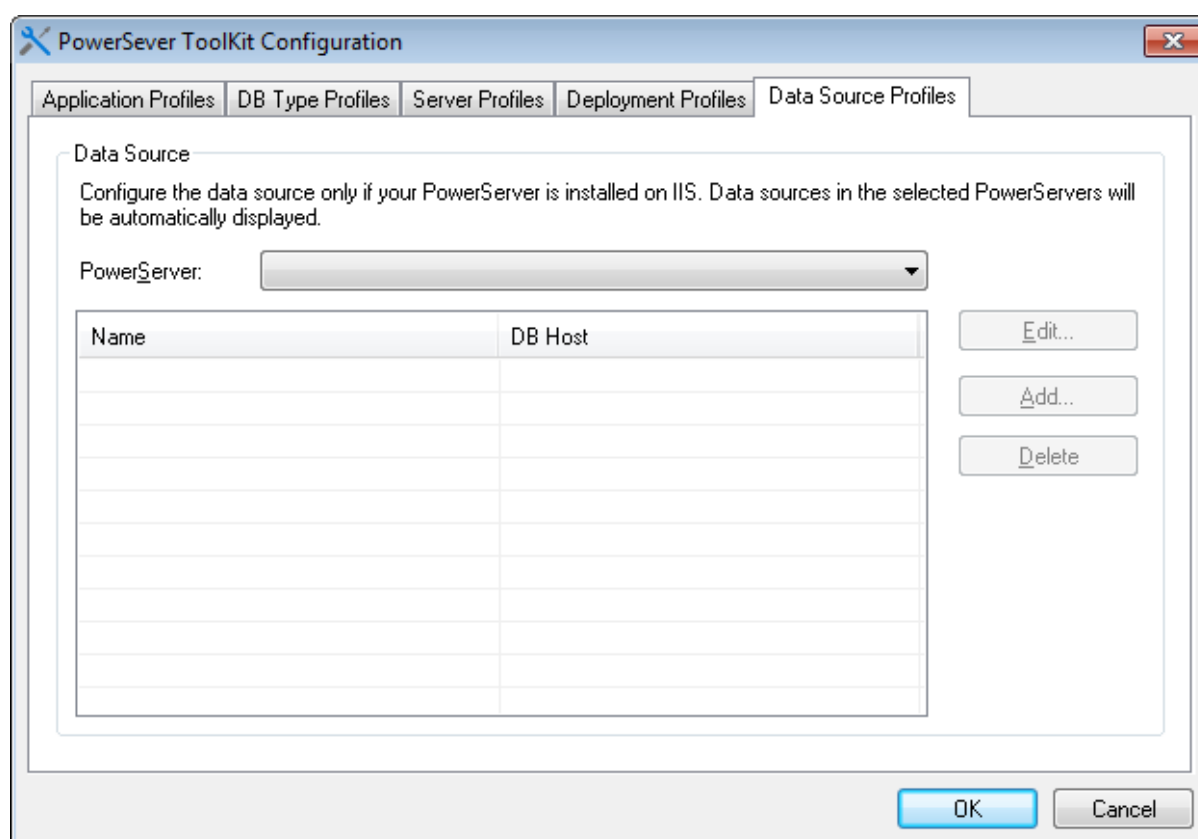 PowerSever ToolKit Configuration
Application Profiles DB Type Profiles Server Profiles Deployment Profiles Data Source Profiles
Data Source
Configure the data source only if your PowerServer is installed on IIS. Data sources in the selected PowerServers will
be automatically displayed.
PowerServer:
Name DB Host
Edit...
Add...
Delete
OK Cancel